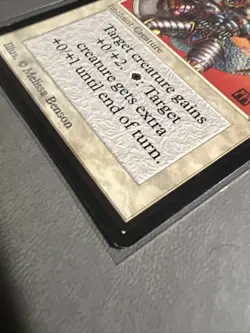 Enchant Creature
Target creature gains
+0/+2.
: Target
creature gets extra
+0/+1 until end of turn.
Illus. © Melissa Benson